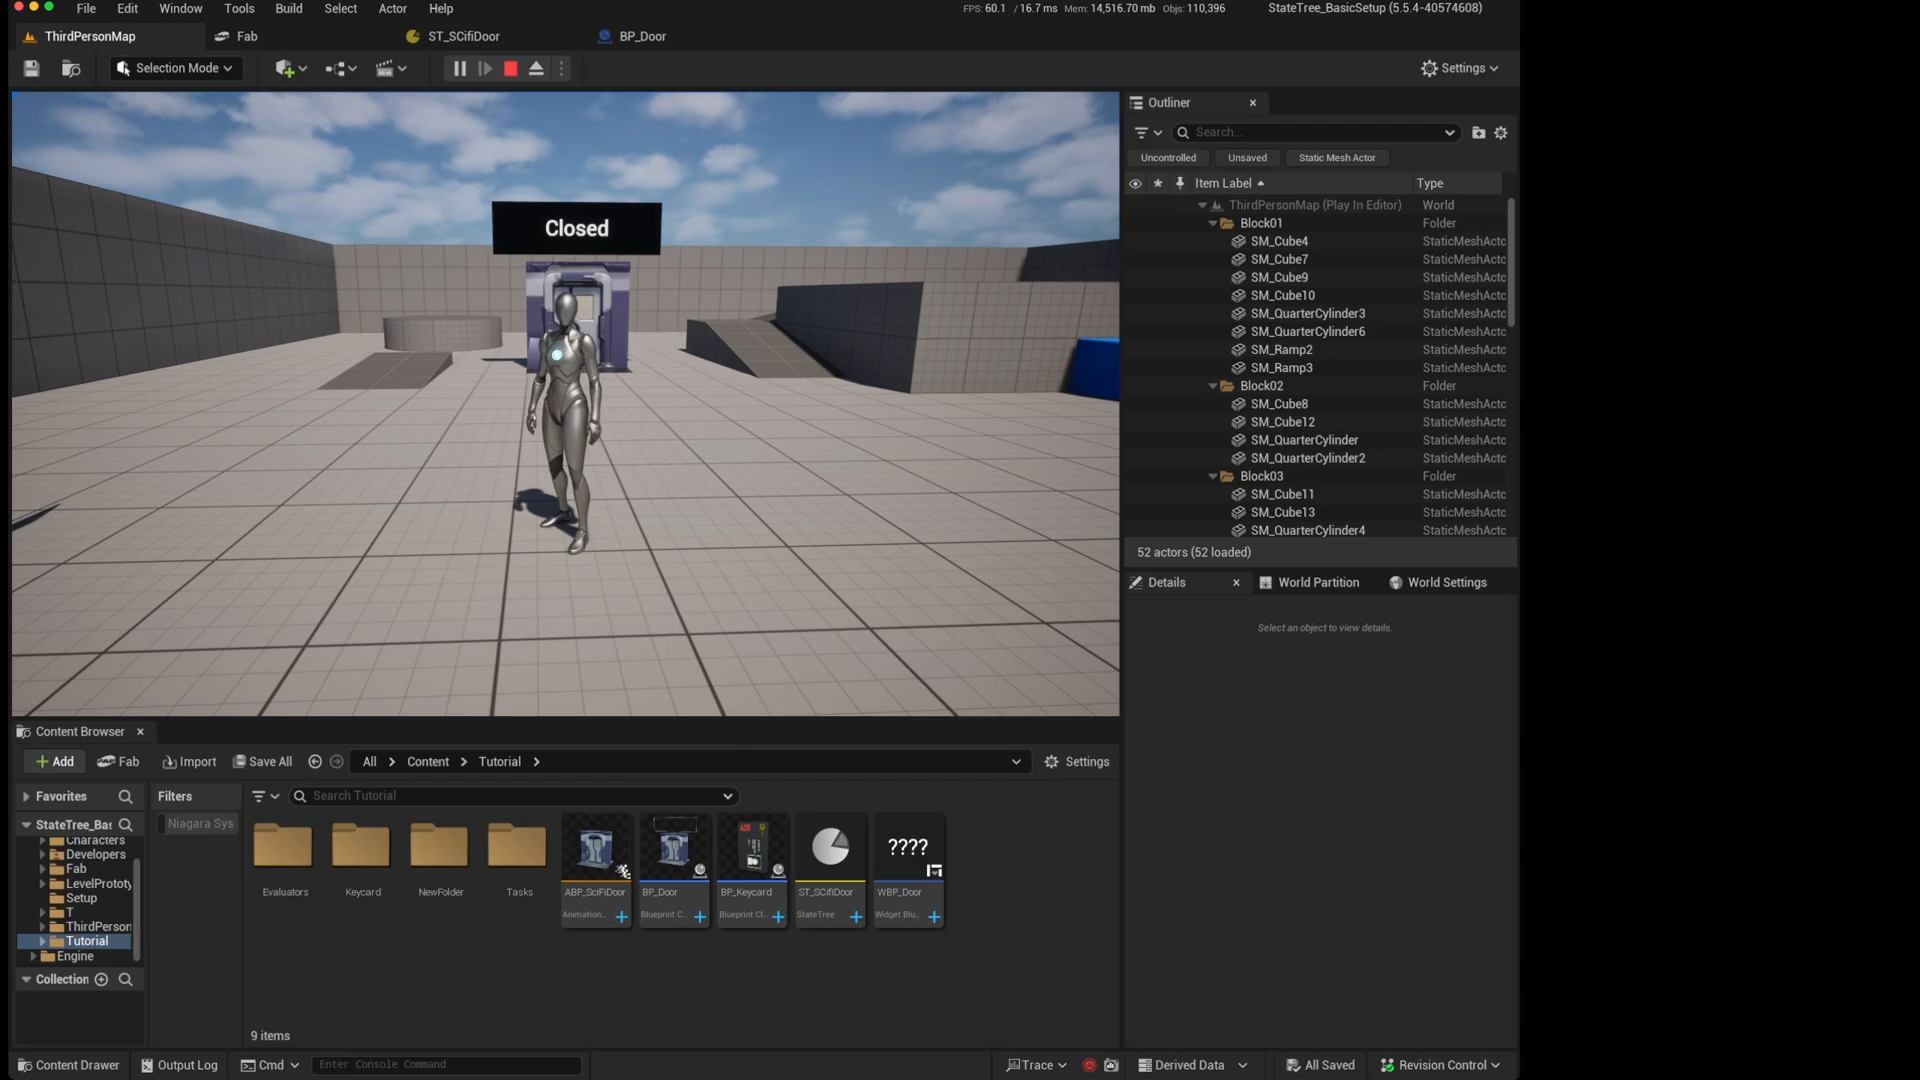 File Edit Window Tools Build Select Actor Help FPS: 60.1 / 16.7 ms Mem: 14,516.70 mb Objs: 110,396 StateTree_BasicSetup (5.5.4-40574608)
ThirdPersonMap Fab ST_SCifiDoor BP_Door
Selection Mode Settings
Outliner
Search...
Uncontrolled Unsaved Static Mesh Actor
Item Label Type
ThirdPersonMap (Play In Editor) World
Block01 Folder
SM_Cube4 StaticMeshActo
SM_Cube7 StaticMeshActo
SM_Cube9 StaticMeshActo
SM_Cube10 StaticMeshActo
SM_QuarterCylinder3 StaticMeshActo
SM_QuarterCylinder6 StaticMeshActo
SM_Ramp2 StaticMeshActo
SM_Ramp3 StaticMeshActo
Block02 Folder
SM_Cube8 StaticMeshActo
SM_Cube12 StaticMeshActo
SM_QuarterCylinder StaticMeshActo
SM_QuarterCylinder2 StaticMeshActo
Block03 Folder
SM_Cube11 StaticMeshActo
SM_Cube13 StaticMeshActo
SM_QuarterCylinder4 StaticMeshActo
52 actors (52 loaded)
Closed
Details World Partition World Settings
Select an object to view details.
Content Browser
Add Fab Import Save All All Content Tutorial Settings
Favorites Filters Search Tutorial
StateTree_Bas Niagara Sys
Characters
Developers
Fab
LevelPrototy
Setup
T
ThirdPerson
Tutorial
Engine
Collection
????
Evaluators Keycard NewFolder Tasks ABP_SciFiDoor BP_Door BP_Keycard ST_SCifiDoor WBP_Door
Animation... Blueprint C... Blueprint Cl... StateTree Widget Blu...
9 items
Content Drawer Output Log Cmd Enter Console Command Trace Derived Data All Saved Revision Control